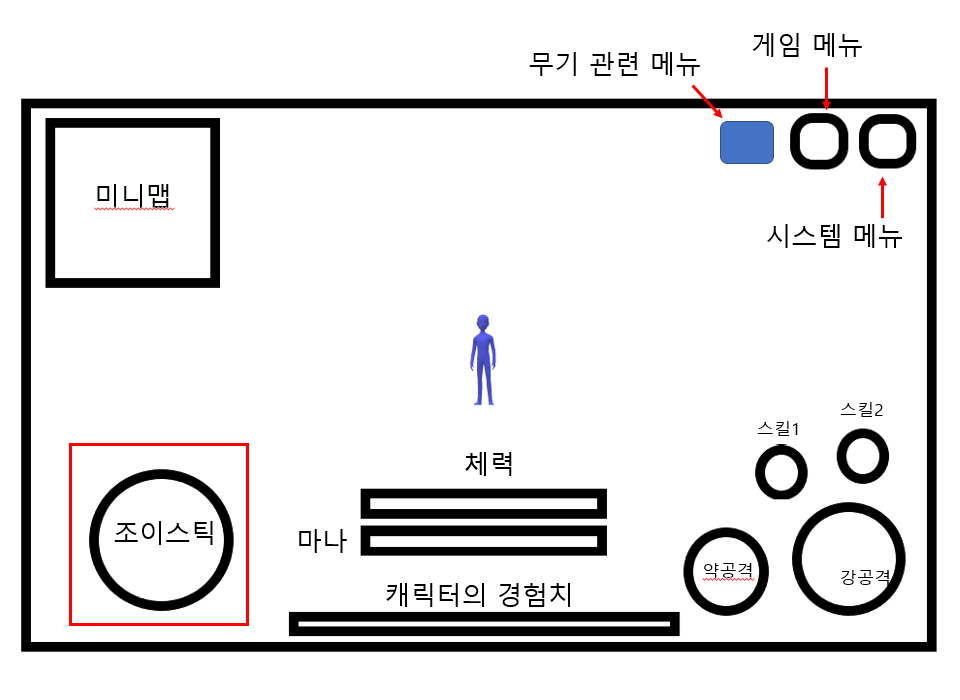 게임 메뉴
무기 관련 메뉴
미니맵
시스템 메뉴
스킬2
스킬1
체력
조이스틱
마나
약공격
강공격
캐릭터의 경험치